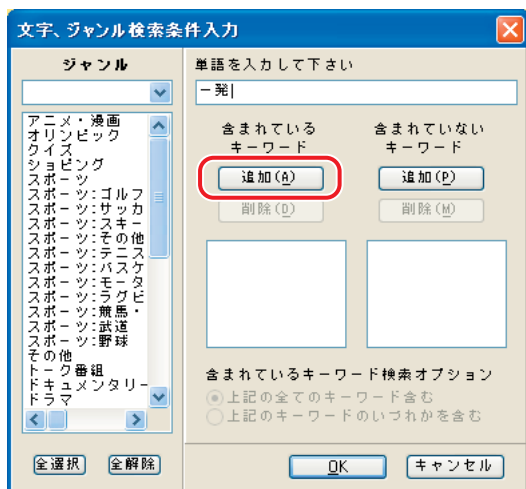 文字、ジャンル検索条件入力
ジャンル
アニメ・漫画
オリンピック
クイズ
ショッピング
スポーツ
スポーツ:ゴルフ
スポーツ:サッカ
スポーツ:スキー
スポーツ:その他
スポーツ:テニス
スポーツ:バスケ
スポーツ:モータ
スポーツ:ラグビ
スポーツ:競馬・
スポーツ:武道
スポーツ:野球
その他
トーク番組
ドキュメンタリー
ドラマ
全選択 全解除
単語を入力して下さい
一発
含まれている
キーワード
含まれていない
キーワード
追加(A) 追加(P)
削除(D) 削除(M)
含まれているキーワード検索オプション
上記の全てのキーワード含む
上記のキーワードのいづれかを含む
OK キャンセル